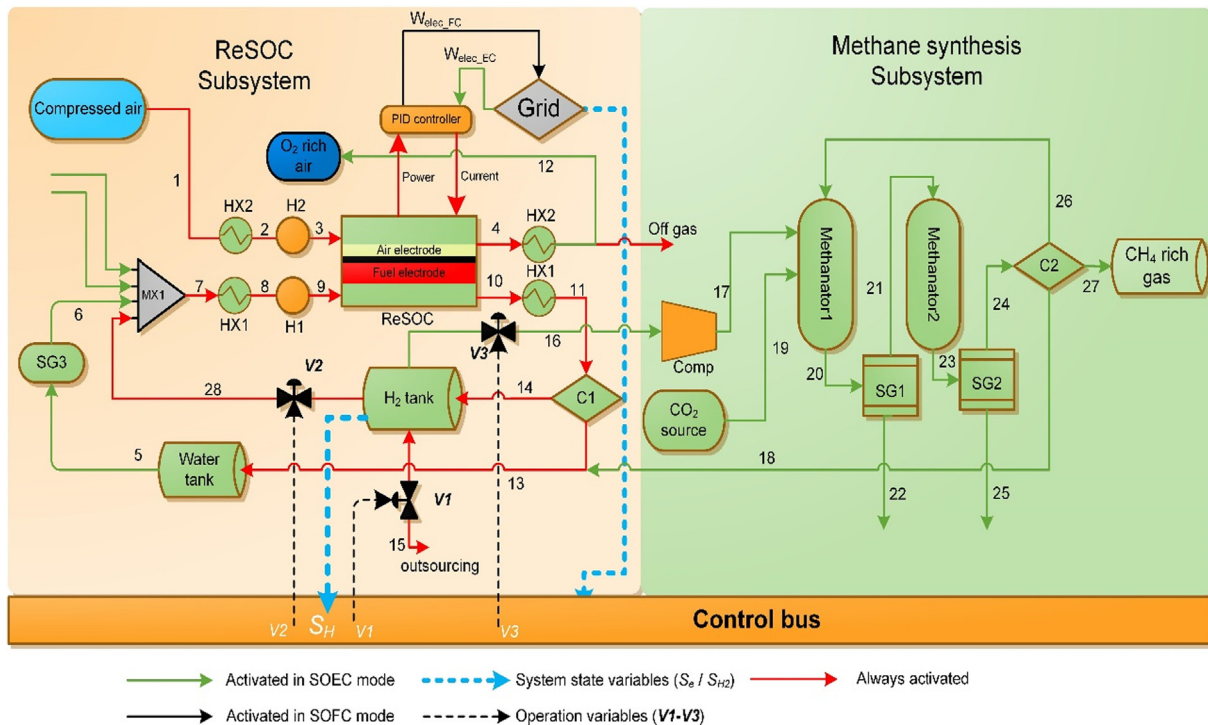 ReSOC
Subsystem
Methane synthesis
Subsystem
W_elec_FC
W_elec_EC
Compressed air
Grid
PID controller
O₂ rich
air
12
1
Power
Current
26
HX2
H2
HX2
2
3
4
Off gas
Air electrode
Fuel electrode
Methanator1
Methanator2
C2
CH₄ rich
gas
27
MX1
7
8
9
10
HX1
11
17
21
24
HX1
H1
ReSOC
6
V3
16
Comp
19
SG3
V2
20
SG1
23
SG2
28
H₂ tank
14
C1
CO₂
source
5
Water
tank
13
18
V1
22
25
15
outsourcing
V2
S_H
V1
V3
Control bus
Activated in SOEC mode
System state variables (Sₑ / S_H2)
Always activated
Activated in SOFC mode
Operation variables (V1-V3)